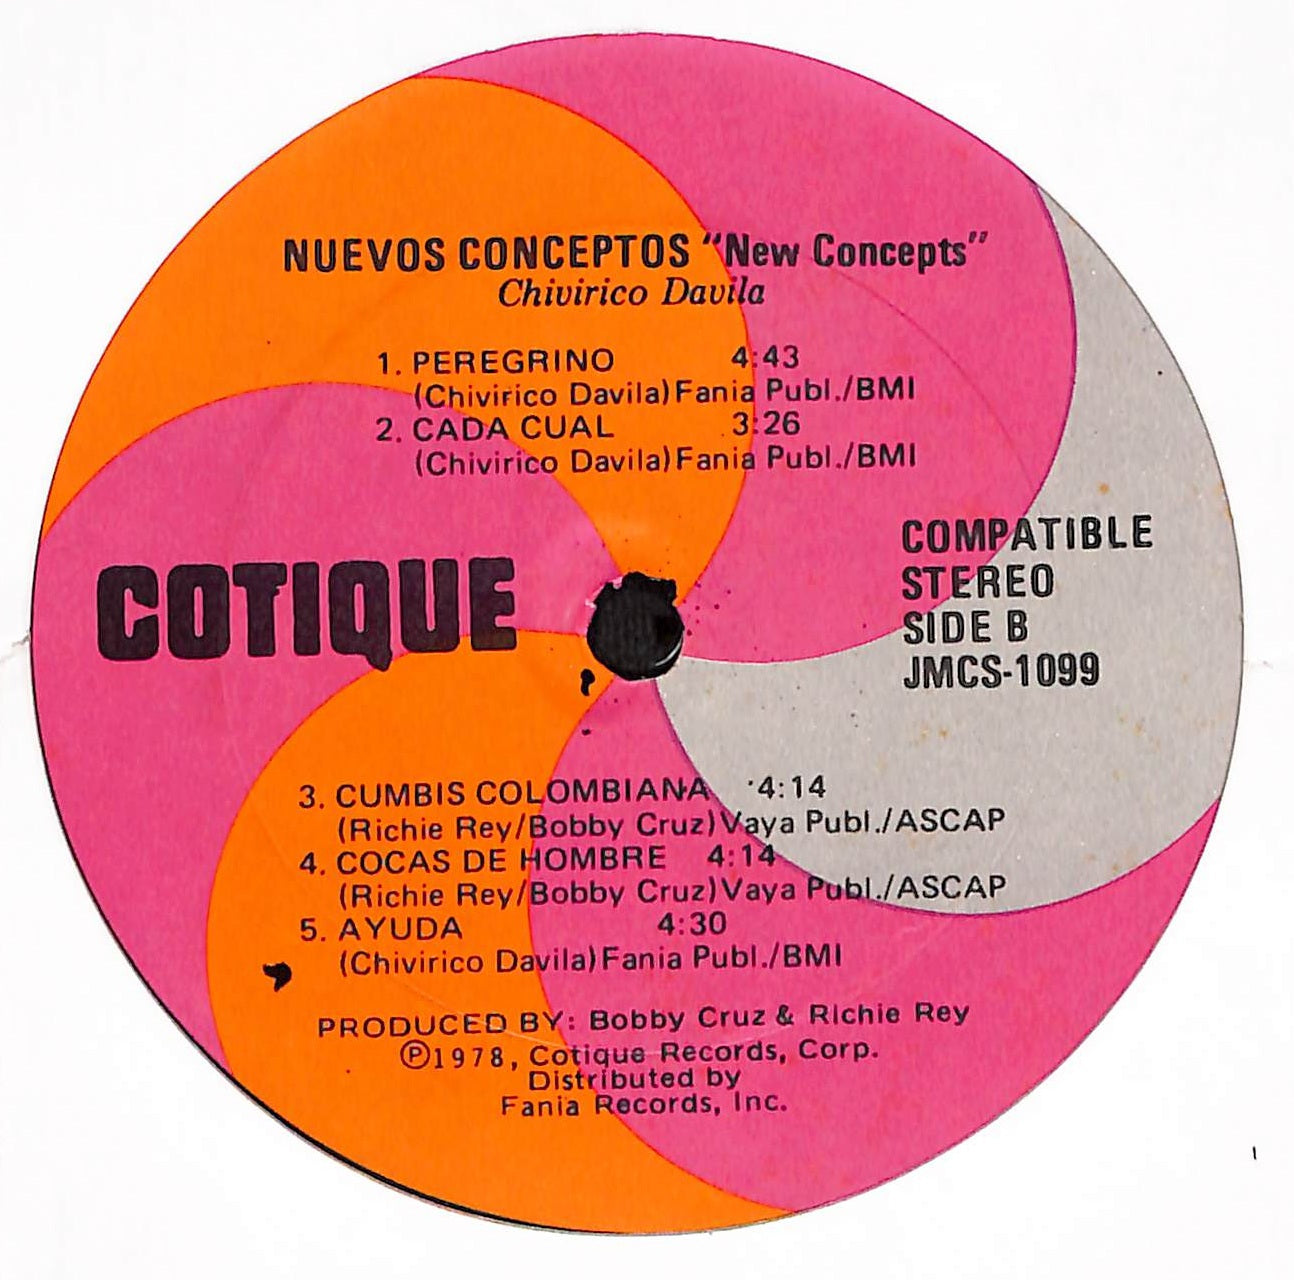 NUEVOS CONCEPTOS "New Concepts"
Chivirico Davila
1. PEREGRINO 4:43
(Chivirico Davila)Fania Publ./BMI
2. CADA CUAL 3:26
(Chivirico Davila)Fania Publ./BMI
COTIQUE
COMPATIBLE
STEREO
SIDE B
JMCS-1099
3. CUMBIS COLOMBIANA 4:14
(Richie Rey/Bobby Cruz)Vaya Publ./ASCAP
4. COCAS DE HOMBRE 4:14
(Richie Rey/Bobby Cruz)Vaya Publ./ASCAP
5. AYUDA 4:30
(Chivirico Davila)Fania Publ./BMI
PRODUCED BY: Bobby Cruz & Richie Rey
Ⓟ1978, Cotique Records, Corp.
Distributed by
Fania Records, Inc.